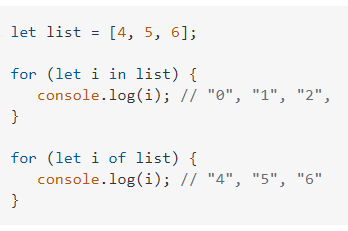 let list = [4, 5, 6];
for (let i in list) {
console.log(i); // "0", "1", "2",
}
for (let i of list) {
console.log(i); // "4", "5", "6"
}